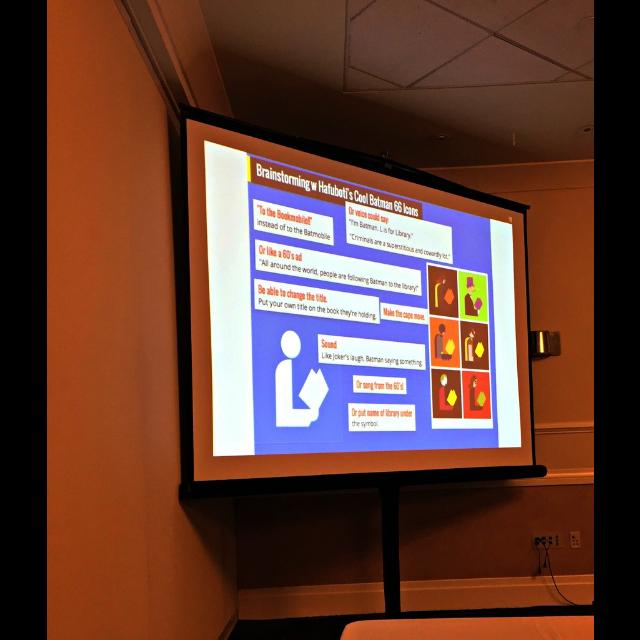 Brainstorming w Hafuboti's Cool Batman 66 Icons
"To the Bookmobile!"
instead of to the Batmobile
Or voice could say:
"I'm Batman. L is for Library."
"Criminals are a superstitious and cowardly lot."
Or like a 60's ad
"All around the world, people are following Batman to the library!"
Be able to change the title.
Put your own title on the book they're holding.
Make the cape move.
Sound
Like Joker's laugh. Batman saying something.
Or song from the 60's!
Or put name of library under
the symbol.